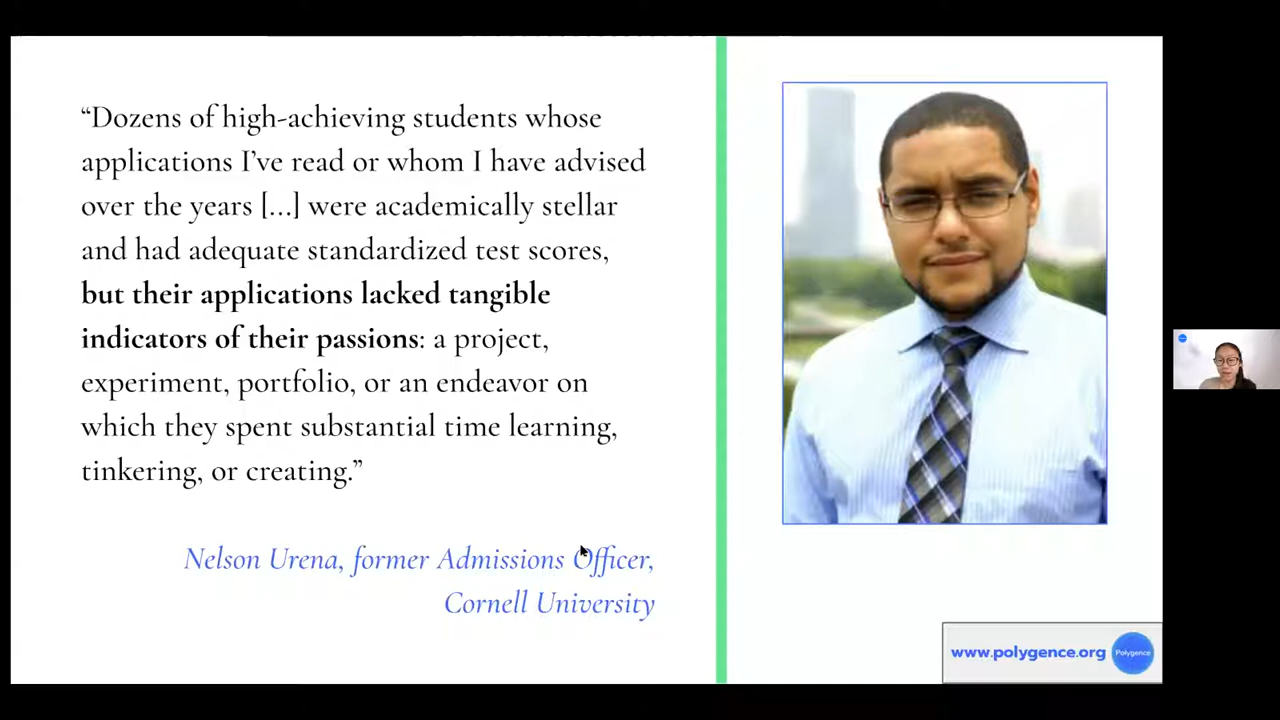 “Dozens of high-achieving students whose
applications I’ve read or whom I have advised
over the years [...] were academically stellar
and had adequate standardized test scores,
but their applications lacked tangible
indicators of their passions: a project,
experiment, portfolio, or an endeavor on
which they spent substantial time learning,
tinkering, or creating.”
Nelson Urena, former Admissions Officer,
Cornell University
www.polygence.org
Polygence